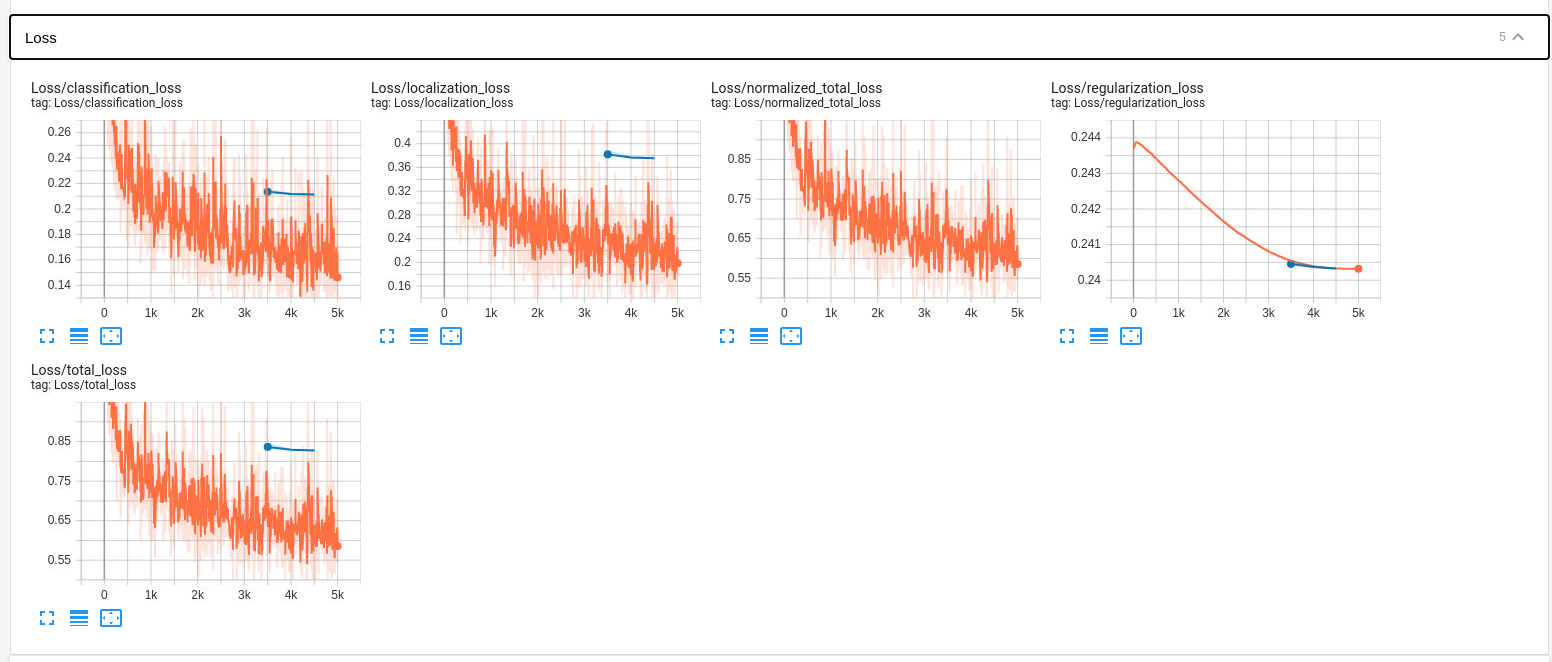 Loss
5
Loss/classification_loss
tag: Loss/classification_loss
0.26
0.24
0.22
0.2
0.18
0.16
0.14
0 1k 2k 3k 4k 5k
Loss/localization_loss
tag: Loss/localization_loss
0.4
0.36
0.32
0.28
0.24
0.2
0.16
0 1k 2k 3k 4k 5k
Loss/normalized_total_loss
tag: Loss/normalized_total_loss
0.85
0.75
0.65
0.55
0 1k 2k 3k 4k 5k
Loss/regularization_loss
tag: Loss/regularization_loss
0.244
0.243
0.242
0.241
0.24
0 1k 2k 3k 4k 5k
Loss/total_loss
tag: Loss/total_loss
0.85
0.75
0.65
0.55
0 1k 2k 3k 4k 5k